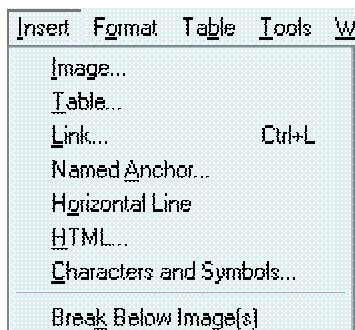 Insert Format Table Tools W
Image...
Table...
Link... Ctrl+L
Named Anchor...
Horizontal Line
HTML...
Characters and Symbols...
Break Below Image(s)